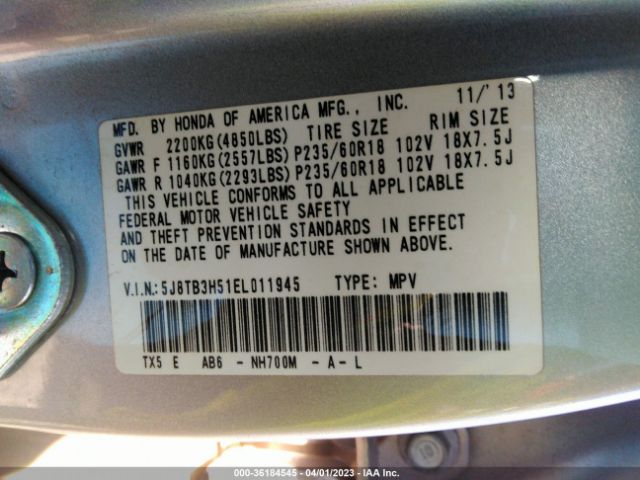 MFD. BY HONDA OF AMERICA MFG., INC. 11/'13
GVWR 2200KG(4850LBS) TIRE SIZE RIM SIZE
GAWR F 1160KG(2557LBS)P235/60R18 102V 18X7.5J
GAWR R 1040KG(2293LBS)P235/60R18 102V 18X7.5J
THIS VEHICLE CONFORMS TO ALL APPLICABLE
FEDERAL MOTOR VEHICLE SAFETY
AND THEFT PREVENTION STANDARDS IN EFFECT
ON THE DATE OF MANUFACTURE SHOWN ABOVE.
V.I.N.:5J8TB3H51EL011945 TYPE: MPV
TX5 E AB6 - NH700M - A - L
000-36184545 - 04/01/2023 - IAA Inc.